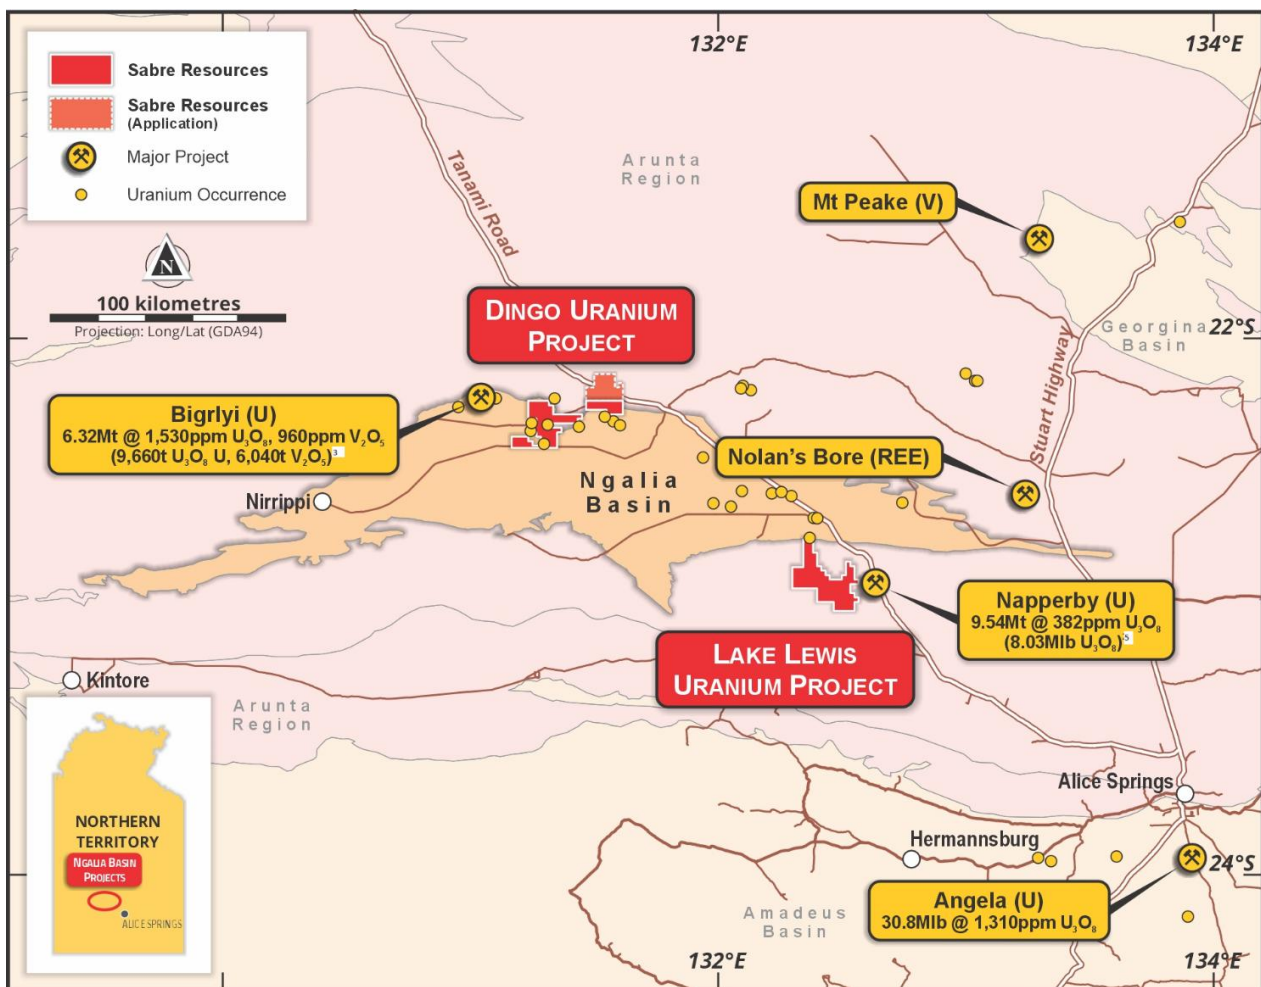 132°E
134°E
Sabre Resources
Sabre Resources
(Application)
Major Project
Uranium Occurrence
N
100 kilometres
Projection: Long/Lat (GDA94)
Tanami Road
Arunta
Region
Mt Peake (V)
Georgina
Basin
22°S
Stuart Highway
DINGO URANIUM
PROJECT
Bigrlyi (U)
6.32Mt @ 1,530ppm U₃O₈, 960ppm V₂O₅
(9,660t U₃O₈ U, 6,040t V₂O₅)³
Nolan's Bore (REE)
Ngalia
Basin
Nirrippi
Napperby (U)
9.54Mt @ 382ppm U₃O₈
(8.03Mlb U₃O₈)⁵
LAKE LEWIS
URANIUM PROJECT
Kintore
Arunta
Region
NORTHERN
TERRITORY
NGALIA BASIN
PROJECTS
ALICE SPRINGS
Alice Springs
Hermannsburg
24°S
Angela (U)
30.8Mlb @ 1,310ppm U₃O₈
Amadeus
Basin
132°E
134°E